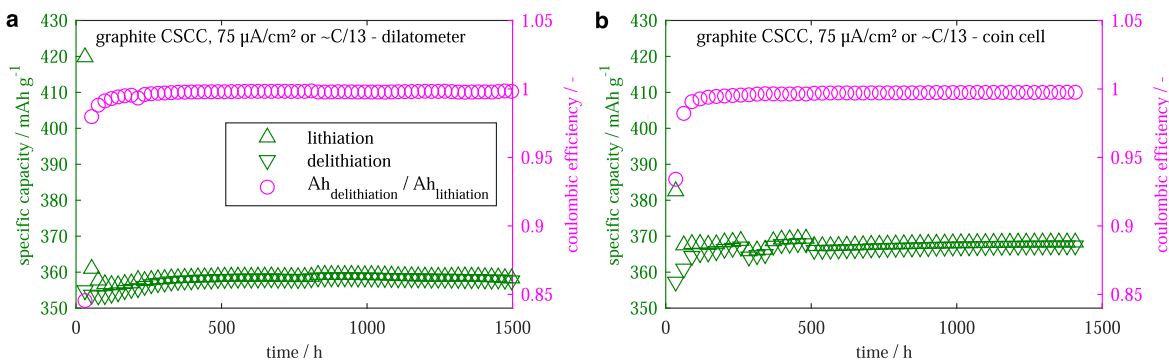 a
graphite CSCC, 75 μA/cm² or ~C/13 - dilatometer
430
420
410
400
390
380
370
360
350
specific capacity / mAh g-1
1.05
1
0.95
0.9
0.85
coulombic efficiency / -
lithiation
delithiation
Ahdelithiation / Ahlithiation
0 500 1000 1500
time / h
b
graphite CSCC, 75 μA/cm² or ~C/13 - coin cell
430
420
410
400
390
380
370
360
350
specific capacity / mAh g-1
1.05
1
0.95
0.9
0.85
coulombic efficiency / -
0 500 1000 1500
time / h